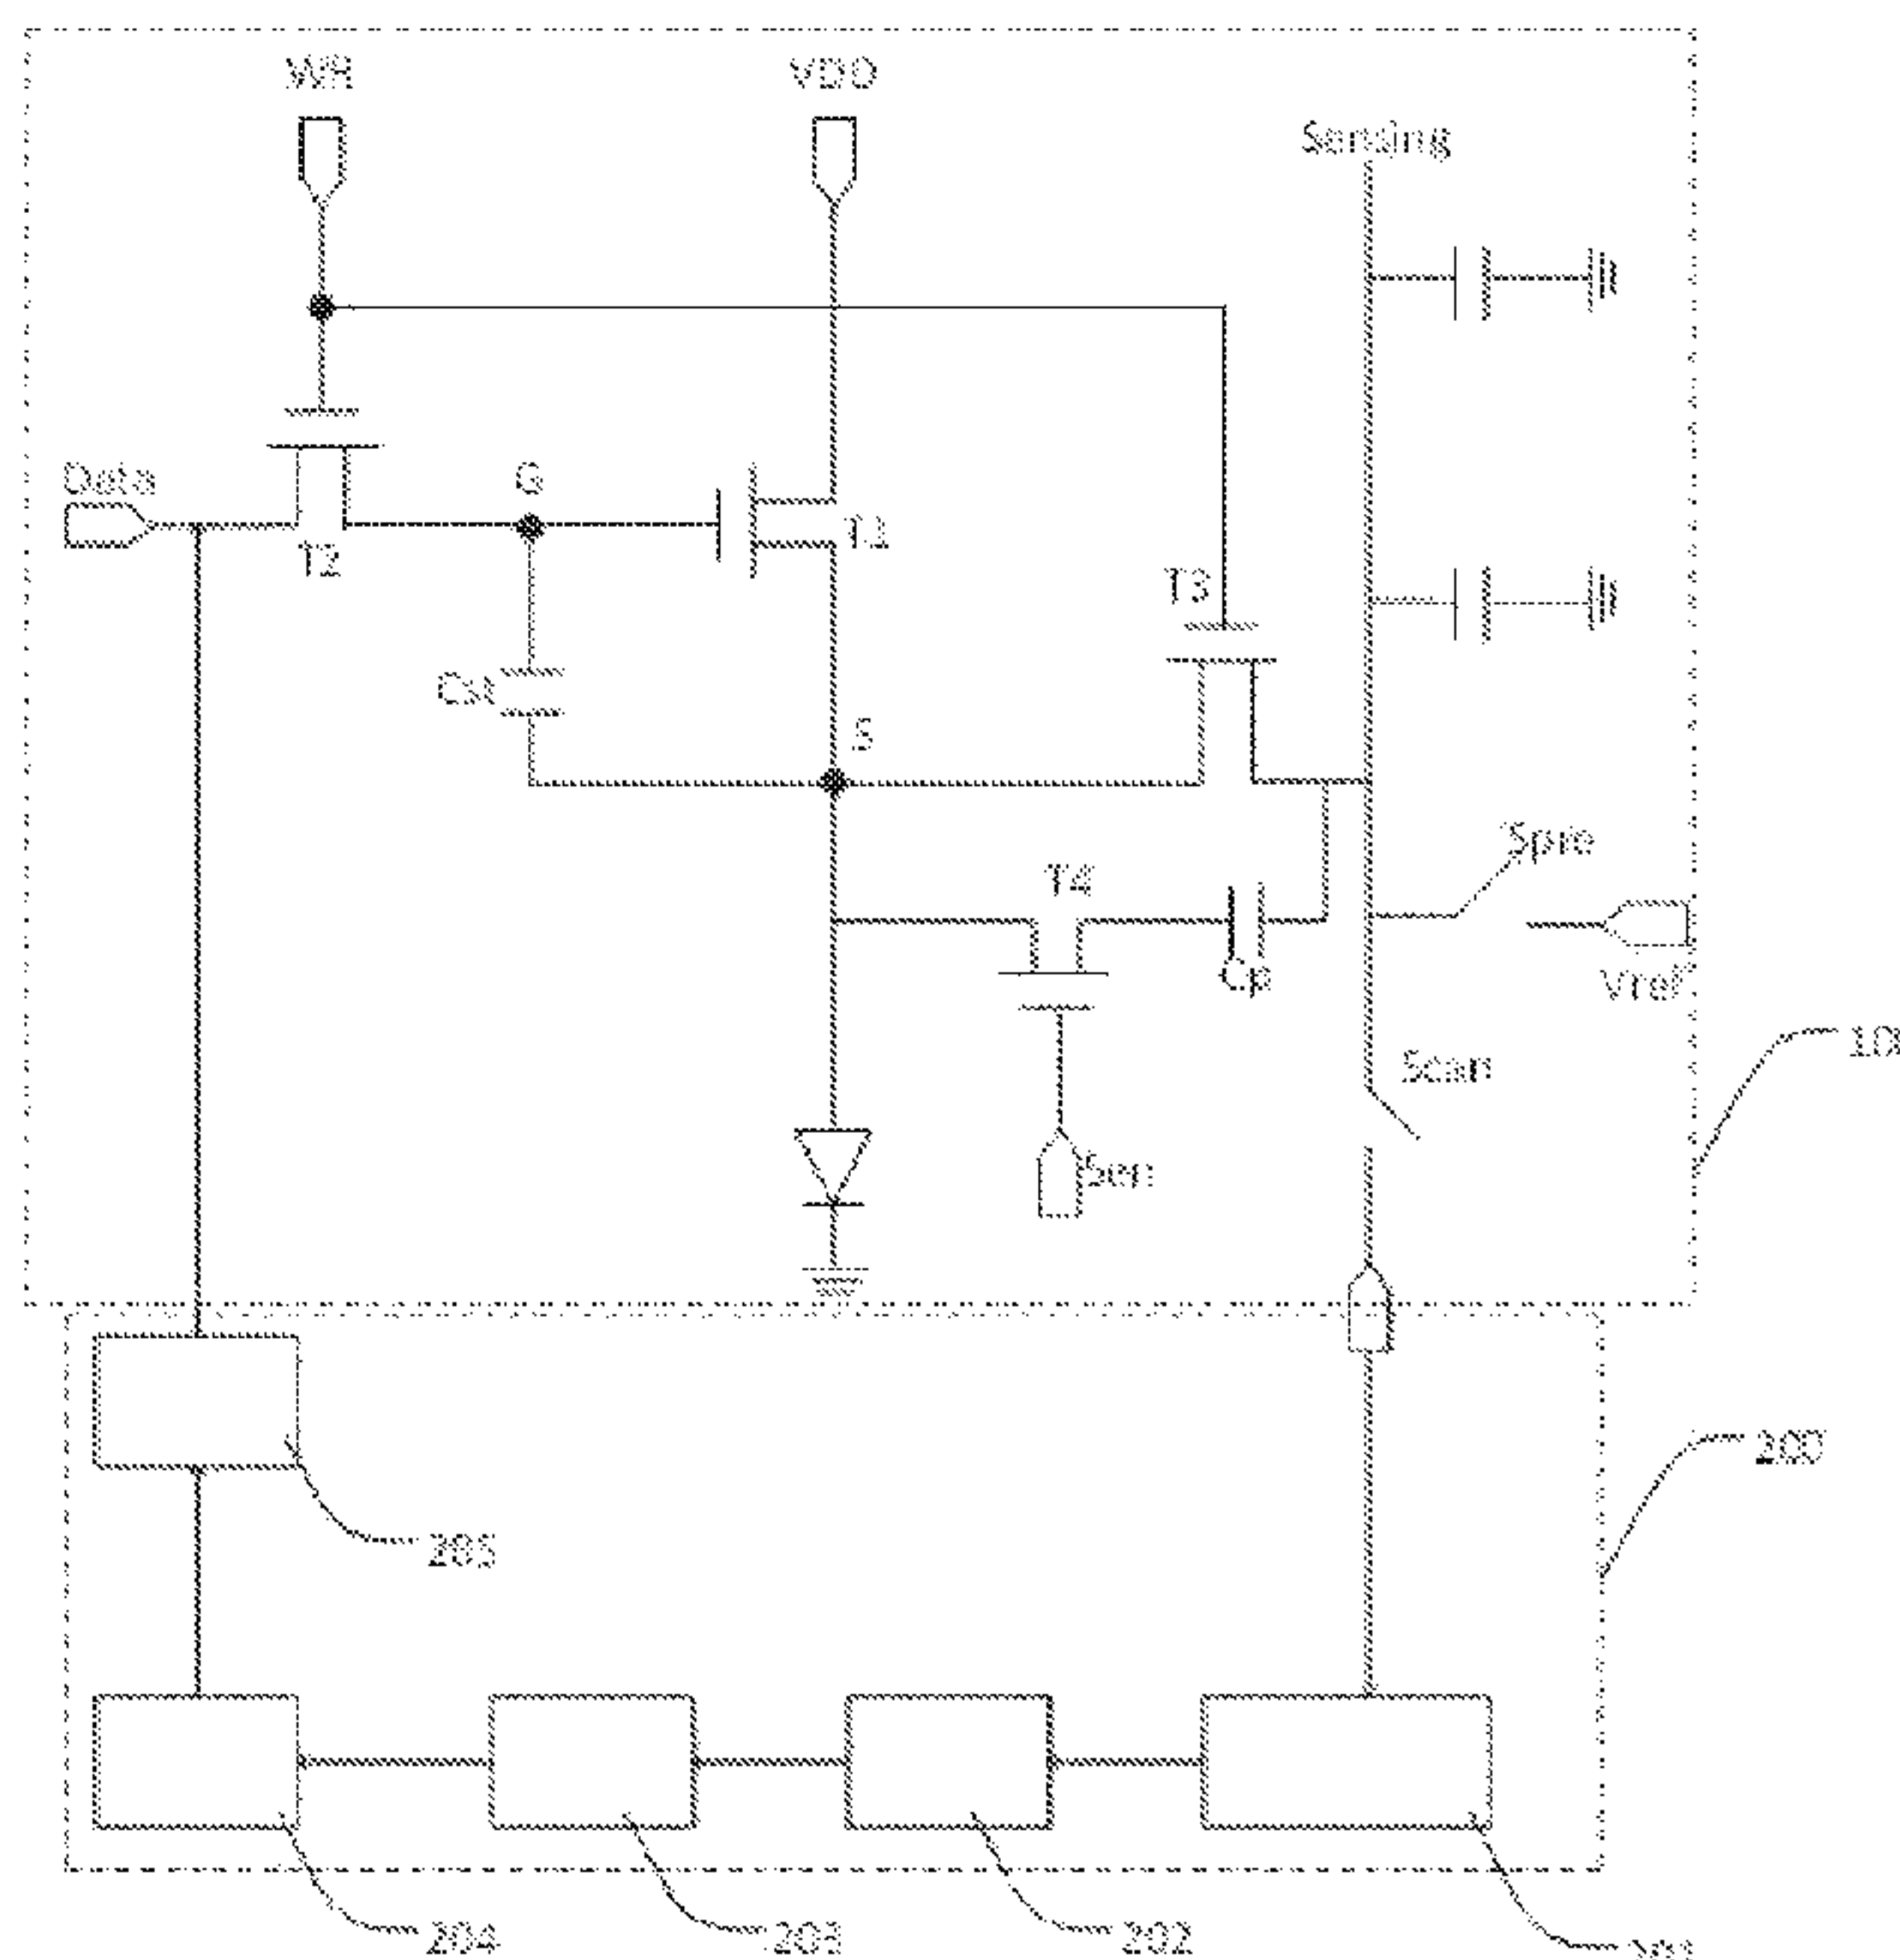 WR
VDD
Sensing
Data
G
T1
T2
T3
Cst
S
Spre
T4
Cp
Vref
Scan
Sen
200
205
204
203
202